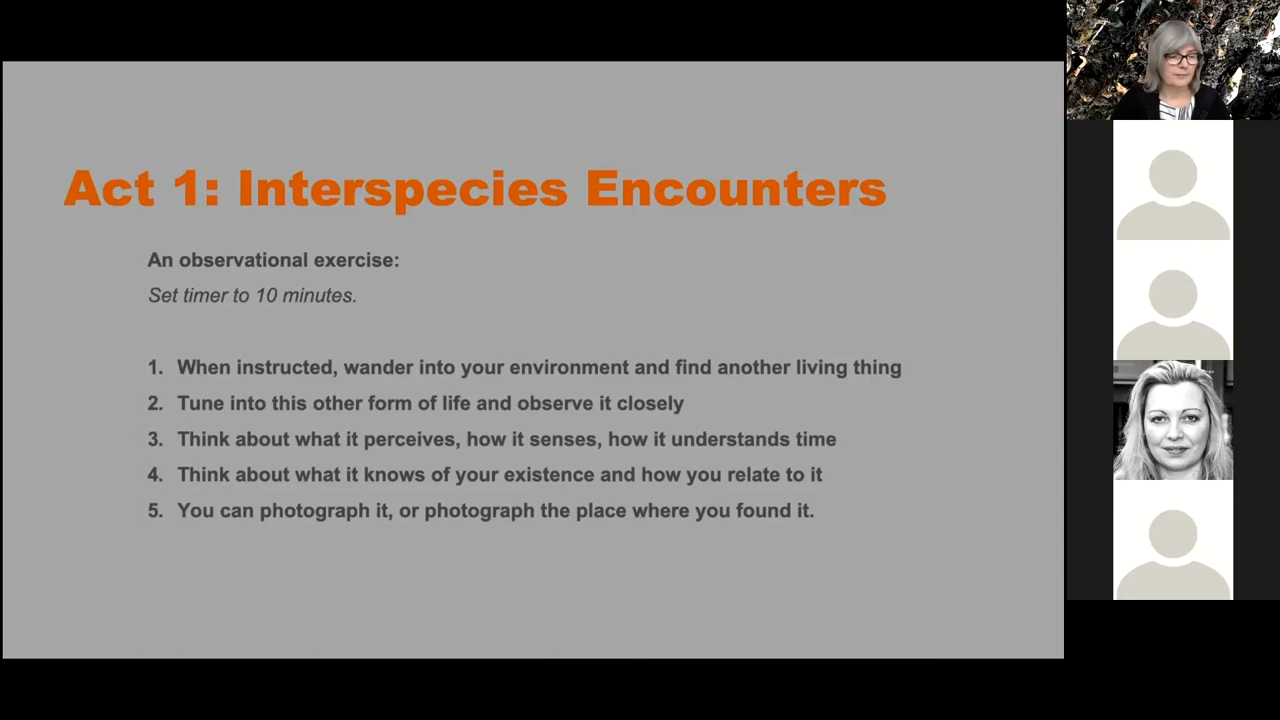 Act 1: Interspecies Encounters
An observational exercise:
Set timer to 10 minutes.
1. When instructed, wander into your environment and find another living thing
2. Tune into this other form of life and observe it closely
3. Think about what it perceives, how it senses, how it understands time
4. Think about what it knows of your existence and how you relate to it
5. You can photograph it, or photograph the place where you found it.